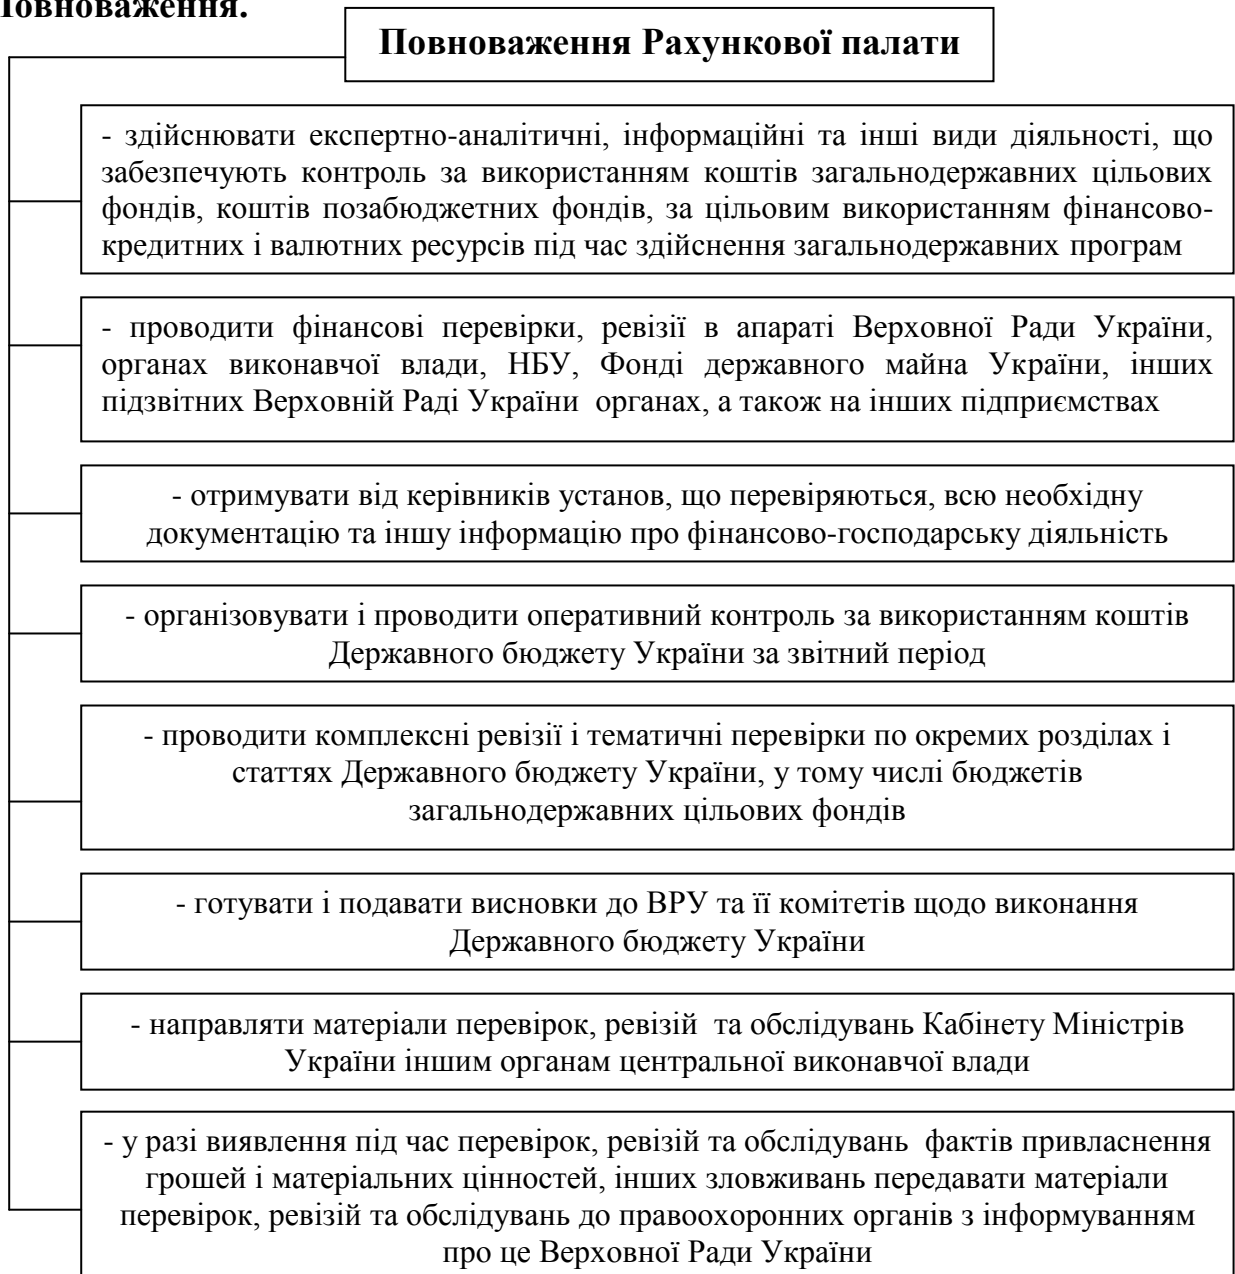 Повноваження.
Повноваження Рахункової палати
- здійснювати експертно-аналітичні, інформаційні та інші види діяльності, що
забезпечують контроль за використанням коштів загальнодержавних цільових
фондів, коштів позабюджетних фондів, за цільовим використанням фінансово-
кредитних і валютних ресурсів під час здійснення загальнодержавних програм
- проводити фінансові перевірки, ревізії в апараті Верховної Ради України,
органах виконавчої влади, НБУ, Фонді державного майна України, інших
підзвітних Верховній Раді України органах, а також на інших підприємствах
- отримувати від керівників установ, що перевіряються, всю необхідну
документацію та іншу інформацію про фінансово-господарську діяльність
- організовувати і проводити оперативний контроль за використанням коштів
Державного бюджету України за звітний період
- проводити комплексні ревізії і тематичні перевірки по окремих розділах і
статтях Державного бюджету України, у тому числі бюджетів
загальнодержавних цільових фондів
- готувати і подавати висновки до ВРУ та її комітетів щодо виконання
Державного бюджету України
- направляти матеріали перевірок, ревізій та обслідувань Кабінету Міністрів
України іншим органам центральної виконавчої влади
- у разі виявлення під час перевірок, ревізій та обслідувань фактів привласнення
грошей і матеріальних цінностей, інших зловживань передавати матеріали
перевірок, ревізій та обслідувань до правоохоронних органів з інформуванням
про це Верховної Ради України